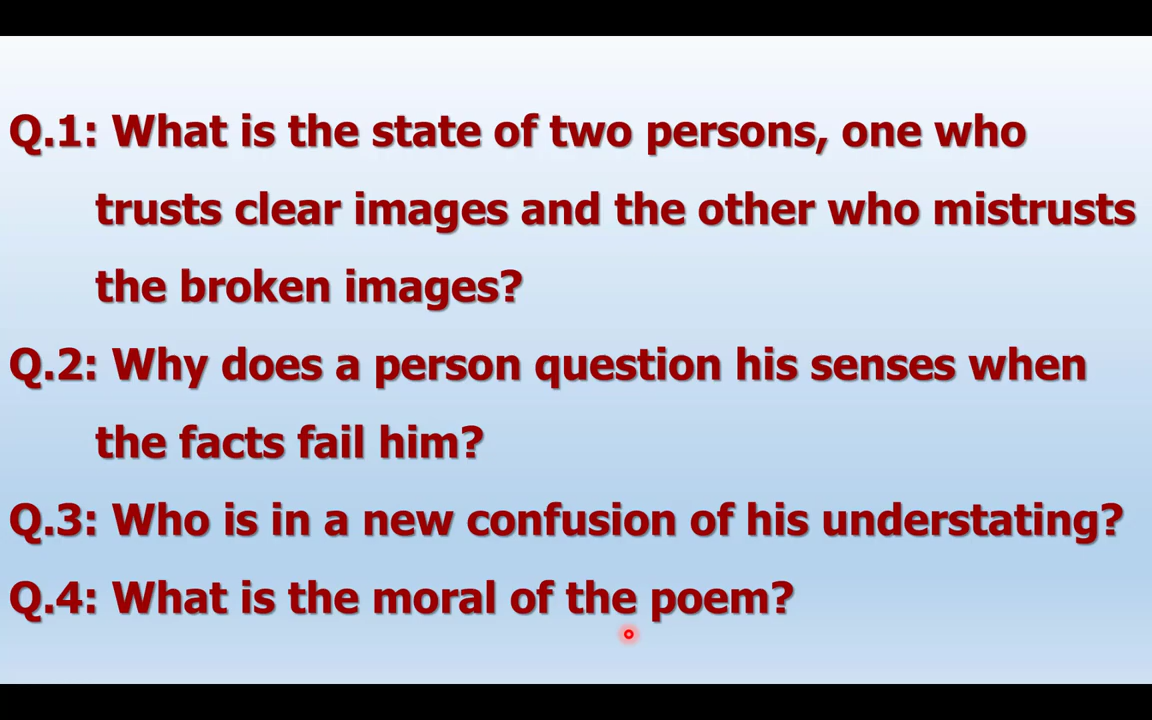 Q.1: What is the state of two persons, one who
trusts clear images and the other who mistrusts
the broken images?
Q.2: Why does a person question his senses when
the facts fail him?
Q.3: Who is in a new confusion of his understating?
Q.4: What is the moral of the poem?